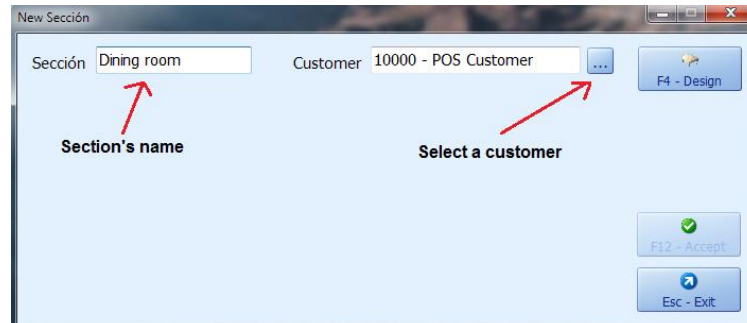 New Sección
Sección Dining room Customer 10000 - POS Customer ...
F4 - Design
Section's name
Select a customer
F12 - Accept
Esc - Exit